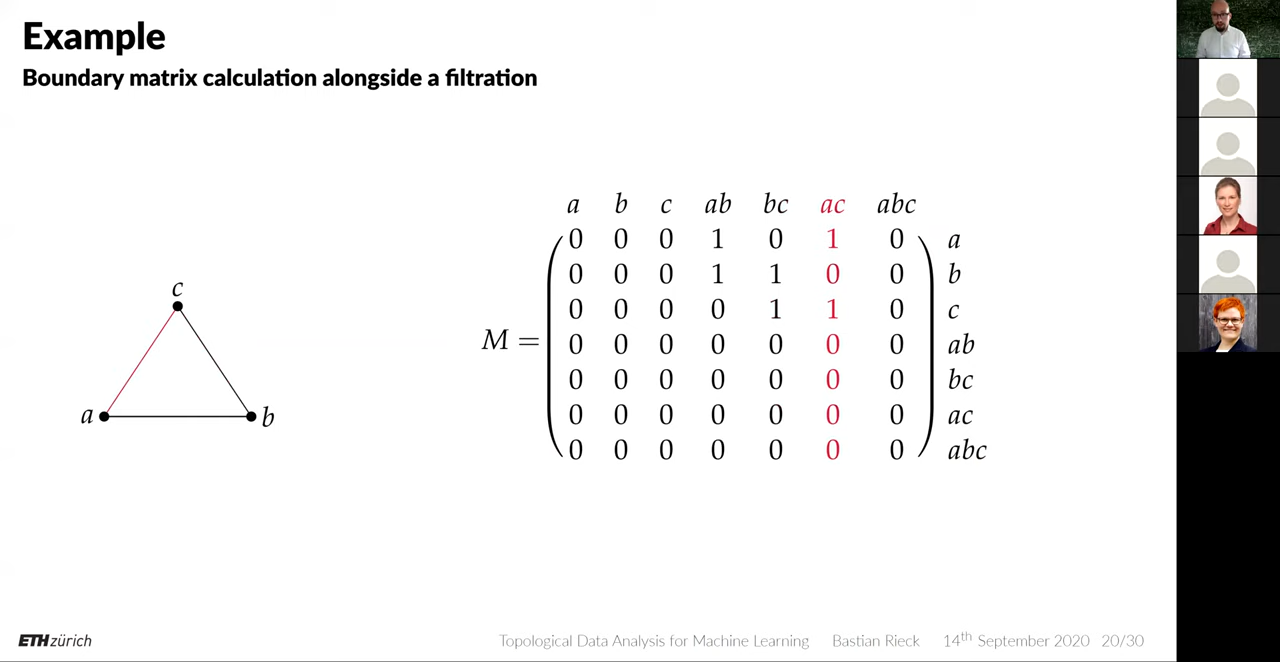 Example
Boundary matrix calculation alongside a filtration
a b c ab bc ac abc
0 0 0 1 0 1 0 a
0 0 0 1 1 0 0 b
0 0 0 0 1 1 0 c
M =
0 0 0 0 0 0 0 ab
0 0 0 0 0 0 0 bc
0 0 0 0 0 0 0 ac
0 0 0 0 0 0 0 abc
c
a b
ETH zürich
Topological Data Analysis for Machine Learning Bastian Rieck 14th September 2020 20/30